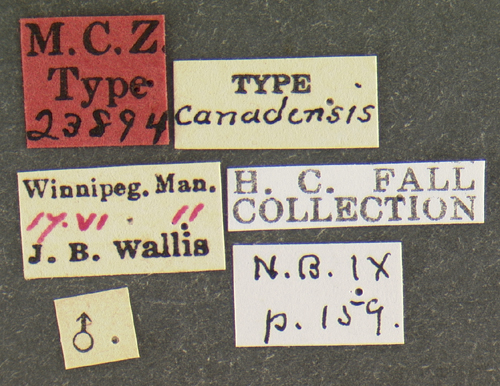 M.C.Z.
Type
23894
TYPE
Canadensis
Winnipeg. Man.
17.VI. 11
J. B. Wallis
H. C. FALL
COLLECTION
N.B. IX
p. 159.
♂.